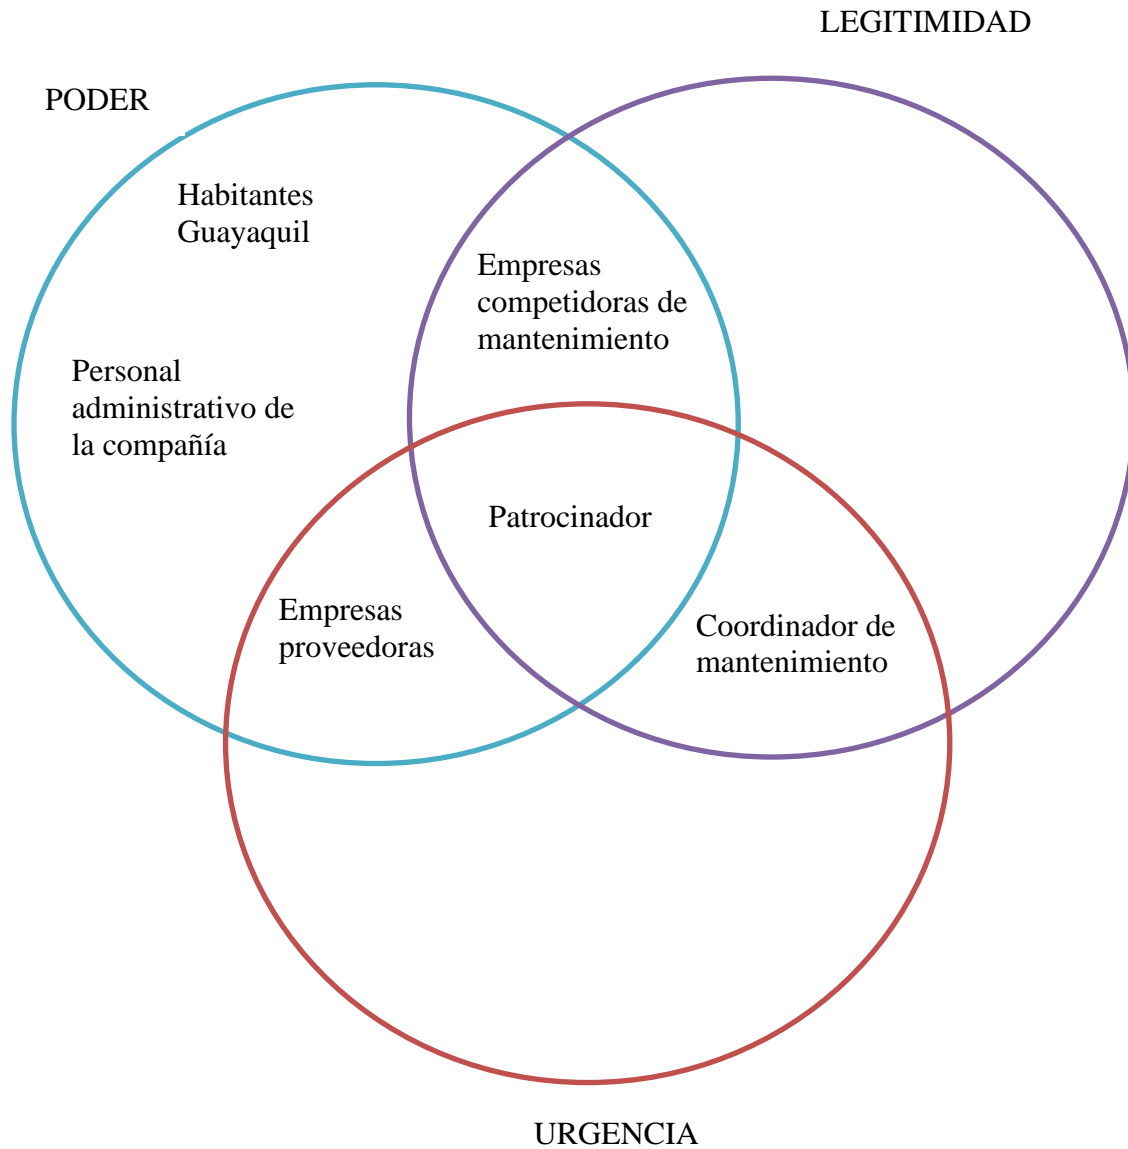 LEGITIMIDAD
PODER
Habitantes
Guayaquil
Empresas
competidoras de
mantenimiento
Personal
administrativo de
la compañía
Patrocinador
Empresas
proveedoras
Coordinador de
mantenimiento
URGENCIA